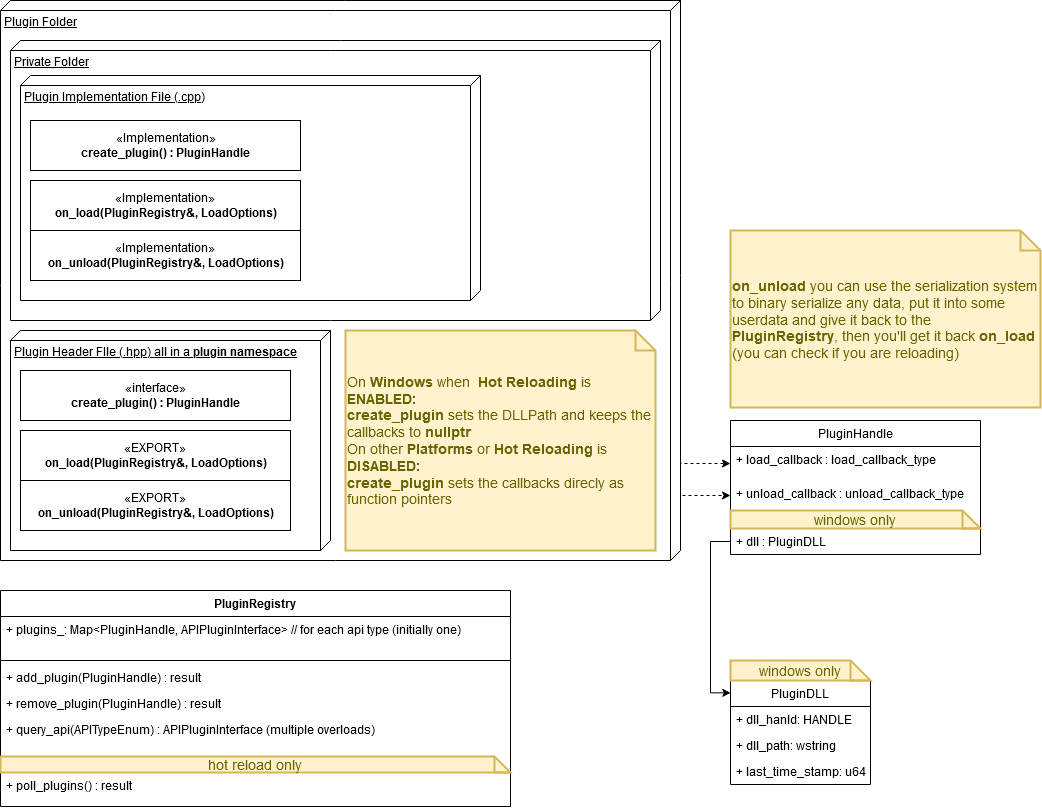 Plugin Folder
Private Folder
Plugin Implementation File (.cpp)
«Implementation»
create_plugin() : PluginHandle
«Implementation»
on_load(PluginRegistry&, LoadOptions)
«Implementation»
on_unload(PluginRegistry&, LoadOptions)
Plugin Header FIle (.hpp) all in a plugin namespace
«interface»
create_plugin() : PluginHandle
«EXPORT»
on_load(PluginRegistry&, LoadOptions)
«EXPORT»
on_unload(PluginRegistry&, LoadOptions)
On Windows when Hot Reloading is
ENABLED:
create_plugin sets the DLLPath and keeps the
callbacks to nullptr
On other Platforms or Hot Reloading is
DISABLED:
create_plugin sets the callbacks direcly as
function pointers
on_unload you can use the serialization system
to binary serialize any data, put it into some
userdata and give it back to the
PluginRegistry, then you'll get it back on_load
(you can check if you are reloading)
PluginHandle
+ load_callback : load_callback_type
+ unload_callback : unload_callback_type
windows only
+ dll : PluginDLL
PluginRegistry
+ plugins_: Map<PluginHandle, APIPluginInterface> // for each api type (initially one)
+ add_plugin(PluginHandle) : result
+ remove_plugin(PluginHandle) : result
+ query_api(APITypeEnum) : APIPluginInterface (multiple overloads)
hot reload only
+ poll_plugins() : result
windows only
PluginDLL
+ dll_hanld: HANDLE
+ dll_path: wstring
+ last_time_stamp: u64